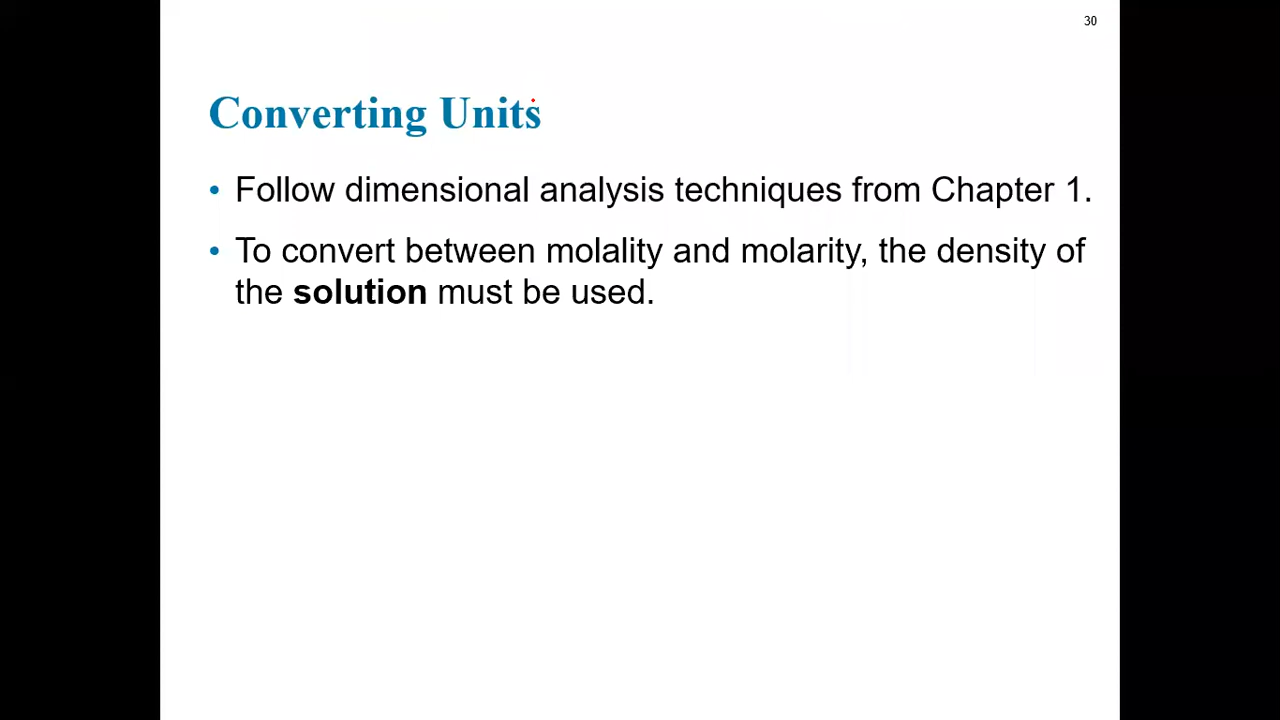 30
Converting Units
• Follow dimensional analysis techniques from Chapter 1.
• To convert between molality and molarity, the density of
the solution must be used.